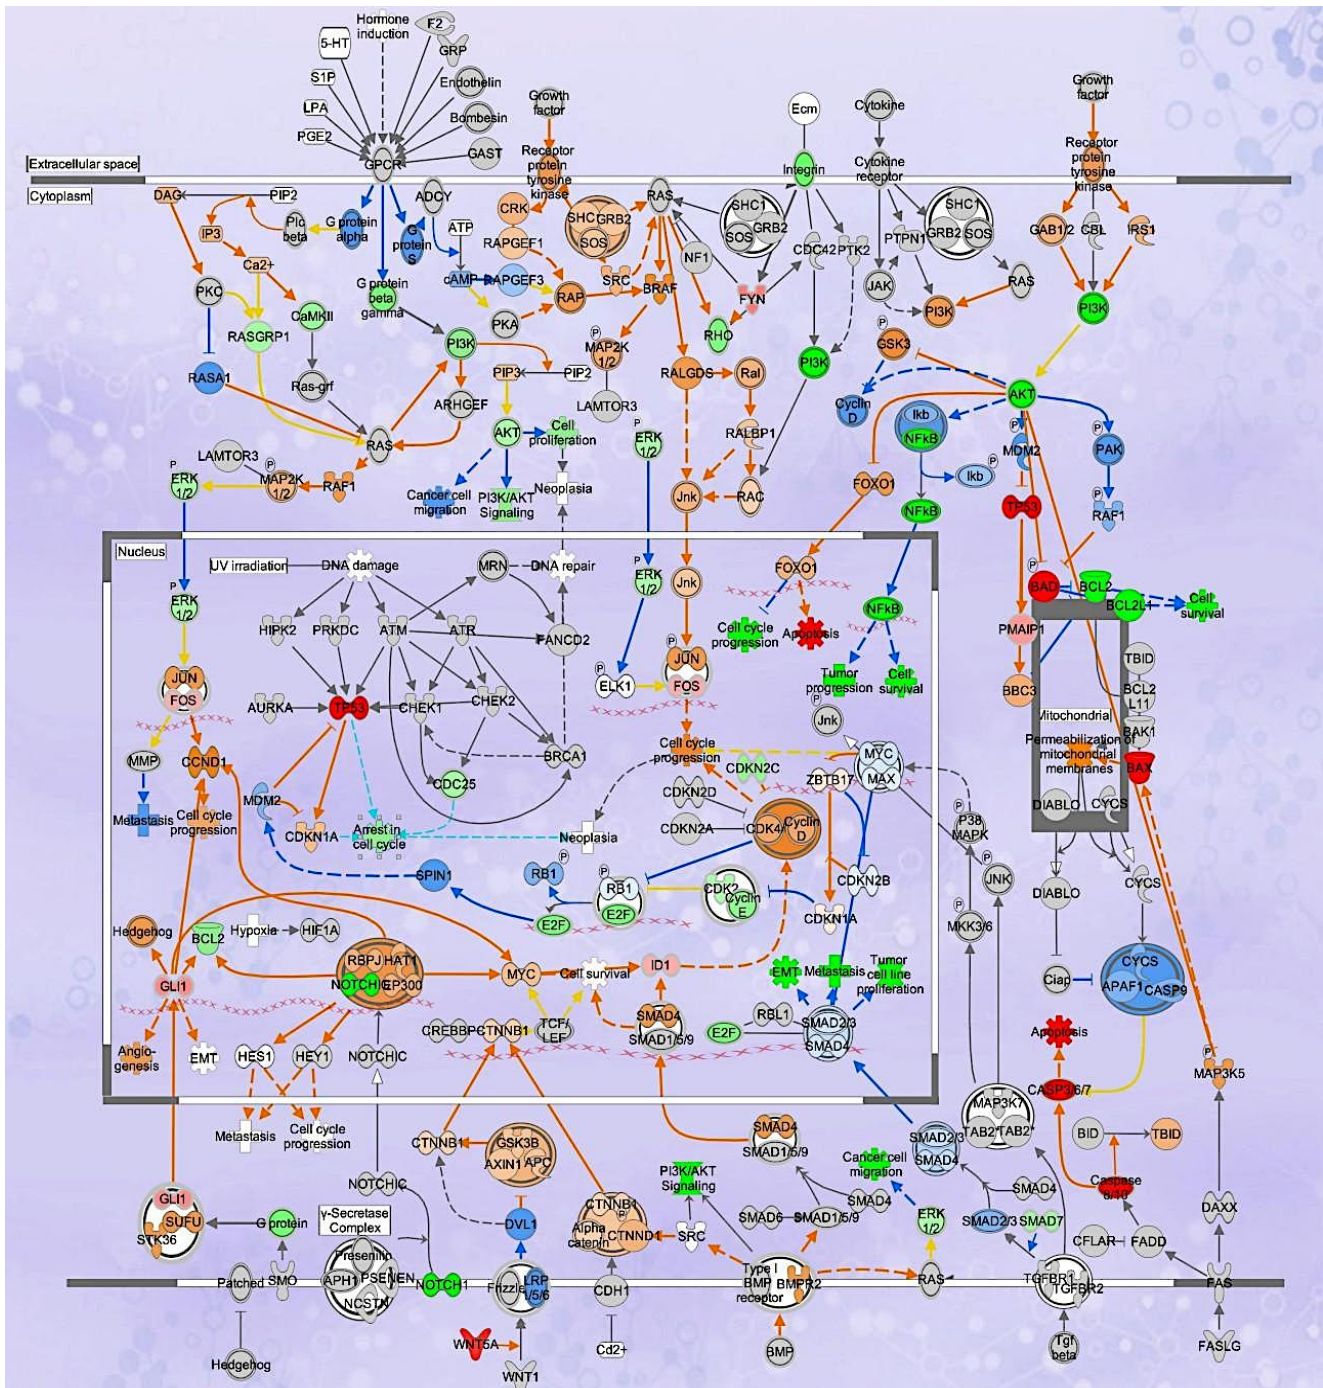 Hormone
induction
F2
GRP
5-HT
S1P
LPA
PGE2
Endothelin
Bombesin
GAST
GPCR
Growth
factor
Ecm
Cytokine
Growth
factor
Extracellular space
Cytoplasm
Receptor
protein
tyrosine
kinase
Integrin
Cytokine
receptor
Receptor
protein
tyrosine
kinase
DAG
PIP2
IP3
Plc
beta
G protein
alpha
G
protein S
ADCY
ATP
CRK
RAPGEF1
SHC
GRB2
SOS
RAS
SHC1
GRB2
SOS
CDC42
PTK2
PTPN1
SHC1
GRB2
SOS
GAB1/2
CBL
IRS1
Ca2+
PKC
cAMP
RAPGEF3
RAP
SRC
BRAF
NF1
FYN
JAK
RAS
PI3K
PI3K
CaMKII
G protein
beta
gamma
PKA
RHO
RASGRP1
PI3K
P
MAP2K
1/2
PI3K
P
GSK3
RASA1
Ras-grf
PIP3
PIP2
RALGDS
Ral
AKT
ARHGEF
LAMTOR3
Cyclin
D
Ikb
NFkB
P
MDM2
P
PAK
RAS
AKT
Cell
proliferation
P
ERK
1/2
RALBP1
LAMTOR3
P
ERK
1/2
P
MAP2K
1/2
RAF1
Cancer cell
migration
PI3K/AKT
Signaling
Neoplasia
Jnk
RAC
FOXO1
P
Ikb
NFkB
TP53
P
RAF1
Nucleus
UV irradiation
DNA damage
MRN
DNA repair
P
ERK
1/2
Jnk
FOXO1
P
BAD
BCL2
BCL2L1
Cell
survival
P
ERK
1/2
HIPK2
PRKDC
ATM
ATR
FANCD2
NFkB
Cell cycle
progression
Apoptosis
PMAIP1
P
JUN
FOS
TBID
JUN
FOS
AURKA
TP53
CHEK1
CHEK2
P
ELK1
Tumor
progression
Cell
survival
BBC3
BCL2
L11
P
Jnk
Mitochondrial
BAK1
MMP
CCND1
BRCA1
Cell cycle
progression
CDKN2C
ZBTB17
MYC
MAX
Permeabilization of
mitochondrial
membranes
BAX
CDC25
MDM2
CDKN2D
DIABLO
CYCS
Metastasis
Cell cycle
progression
CDKN1A
Arrest in
cell cycle
Neoplasia
CDKN2A
CDK4/
Cyclin
D
P
P38
MAPK
SPIN1
RB1
P
RB1
P
E2F
CDK2
Cyclin
E
CDKN2B
P
JNK
DIABLO
CYCS
CDKN1A
Hedgehog
BCL2
Hypoxia
HIF1A
E2F
P
MKK3/6
RBPJ
HAT1
NOTCHIC
EP300
MYC
Cell survival
ID1
EMT
Metastasis
Tumor
cell line
proliferation
Ciap
CYCS
APAF1
CASP9
GLI1
SMAD4
SMAD1/5/9
RBL1
E2F
SMAD2/3
SMAD4
CREBBP
CTNNB1
TCF/
LEF
Apoptosis
Angio-
genesis
EMT
HES1
HEY1
NOTCHIC
P
MAP3K5
CASP3/6/7
MAP3K7
TAB2*
TAB2*
Metastasis
Cell cycle
progression
CTNNB1
GSK3B
AXIN1
APC
SMAD4
SMAD1/5/9
SMAD2/3
SMAD4
BID
TBID
Cancer cell
migration
PI3K/AKT
Signaling
NOTCHIC
GLI1
SUFU
STK36
G protein
γ-Secretase
Complex
DVL1
CTNNB1
P
Alpha
catenin
CTNND1
SRC
SMAD6
SMAD1/5/9
SMAD4
ERK
1/2
SMAD2/3
SMAD4
SMAD7
Caspase
8/10
DAXX
CFLAR
FADD
Presenilin
APH1
PSENEN
NCSTN
Patched
SMO
NOTCH1
Frizzled
LRP
1/5/6
CDH1
Type I
BMP
receptor
BMPR2
RAS
TGFBR1
TGFBR2
FAS
Hedgehog
WNT5A
WNT1
Cd2+
BMP
Tgf
beta
FASLG